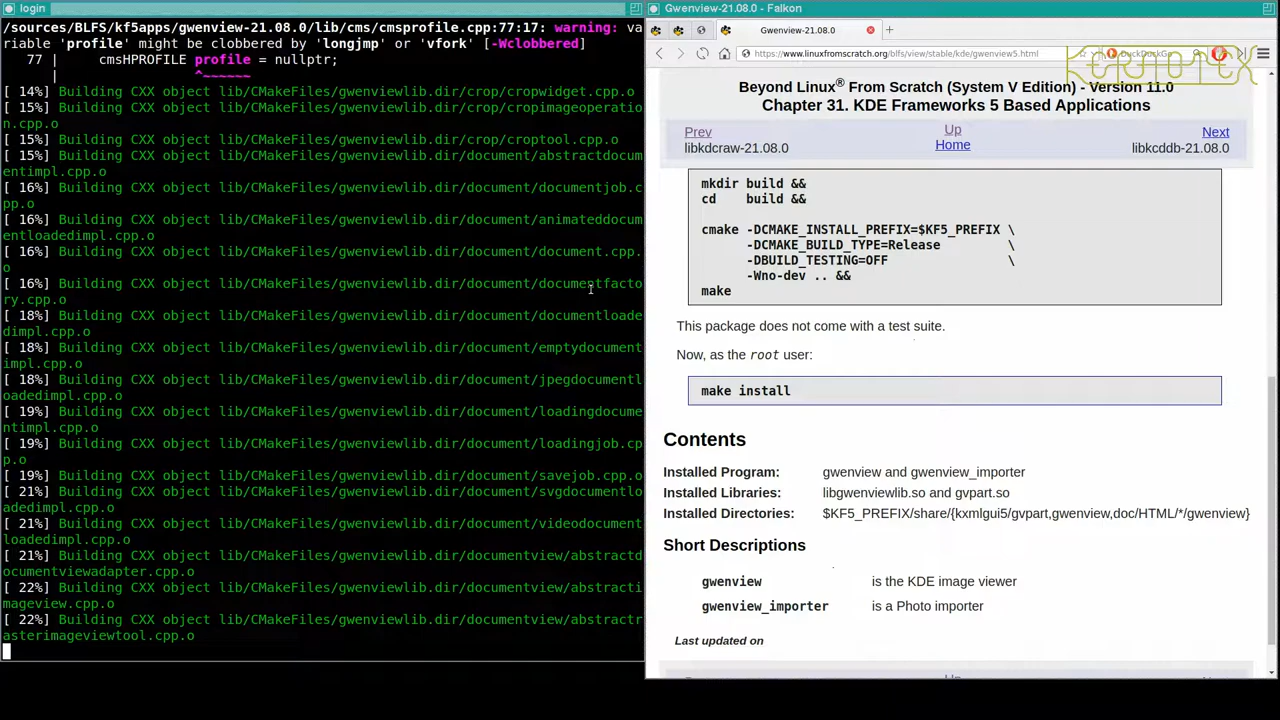 login
/sources/BLFS/kf5apps/gwenview-21.08.0/lib/cms/cmsprofile.cpp:77:17: warning: va
riable 'profile' might be clobbered by 'longjmp' or 'vfork' [-Wclobbered]
77 |     cmsHPROFILE profile = nullptr;
|                 ^~~~~~~
[ 14%] Building CXX object lib/CMakeFiles/gwenviewlib.dir/crop/cropwidget.cpp.o
[ 15%] Building CXX object lib/CMakeFiles/gwenviewlib.dir/crop/cropimageoperatio
n.cpp.o
[ 15%] Building CXX object lib/CMakeFiles/gwenviewlib.dir/crop/croptool.cpp.o
[ 15%] Building CXX object lib/CMakeFiles/gwenviewlib.dir/document/abstractdocum
entimpl.cpp.o
[ 16%] Building CXX object lib/CMakeFiles/gwenviewlib.dir/document/documentjob.c
pp.o
[ 16%] Building CXX object lib/CMakeFiles/gwenviewlib.dir/document/animateddocum
entloadedimpl.cpp.o
[ 16%] Building CXX object lib/CMakeFiles/gwenviewlib.dir/document/document.cpp.
o
[ 16%] Building CXX object lib/CMakeFiles/gwenviewlib.dir/document/documentfacto
ry.cpp.o
[ 18%] Building CXX object lib/CMakeFiles/gwenviewlib.dir/document/documentloade
dimpl.cpp.o
[ 18%] Building CXX object lib/CMakeFiles/gwenviewlib.dir/document/emptydocument
impl.cpp.o
[ 18%] Building CXX object lib/CMakeFiles/gwenviewlib.dir/document/jpegdocumentl
oadedimpl.cpp.o
[ 19%] Building CXX object lib/CMakeFiles/gwenviewlib.dir/document/loadingdocume
ntimpl.cpp.o
[ 19%] Building CXX object lib/CMakeFiles/gwenviewlib.dir/document/loadingjob.cp
p.o
[ 19%] Building CXX object lib/CMakeFiles/gwenviewlib.dir/document/savejob.cpp.o
[ 21%] Building CXX object lib/CMakeFiles/gwenviewlib.dir/document/svgdocumentlo
adedimpl.cpp.o
[ 21%] Building CXX object lib/CMakeFiles/gwenviewlib.dir/document/videodocument
loadedimpl.cpp.o
[ 21%] Building CXX object lib/CMakeFiles/gwenviewlib.dir/documentview/abstractd
ocumentviewadapter.cpp.o
[ 22%] Building CXX object lib/CMakeFiles/gwenviewlib.dir/documentview/abstracti
mageview.cpp.o
[ 22%] Building CXX object lib/CMakeFiles/gwenviewlib.dir/documentview/abstractr
asterimageviewtool.cpp.o
Gwenview-21.08.0 - Falkon
Gwenview-21.08.0
https://www.linuxfromscratch.org/blfs/view/stable/kde/gwenview5.html
DuckDuckGo
Beyond Linux® From Scratch (System V Edition) - Version 11.0
Chapter 31. KDE Frameworks 5 Based Applications
Prev Up Next
libkdcraw-21.08.0 Home libkcddb-21.08.0
mkdir build &&
cd    build &&
cmake -DCMAKE_INSTALL_PREFIX=$KF5_PREFIX \
-DCMAKE_BUILD_TYPE=Release         \
-DBUILD_TESTING=OFF                \
-Wno-dev .. &&
make
This package does not come with a test suite.
Now, as the root user:
make install
Contents
Installed Program: gwenview and gwenview_importer
Installed Libraries: libgwenviewlib.so and gvpart.so
Installed Directories: $KF5_PREFIX/share/{kxmlgui5/gvpart,gwenview,doc/HTML/*/gwenview}
Short Descriptions
gwenview is the KDE image viewer
gwenview_importer is a Photo importer
Last updated on